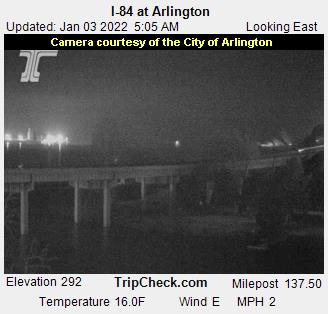 I-84 at Arlington
Updated: Jan 03 2022 5:05 AM Looking East
Camera courtesy of the City of Arlington
Elevation 292 TripCheck.com Milepost 137.50
Temperature 16.0F Wind E MPH 2